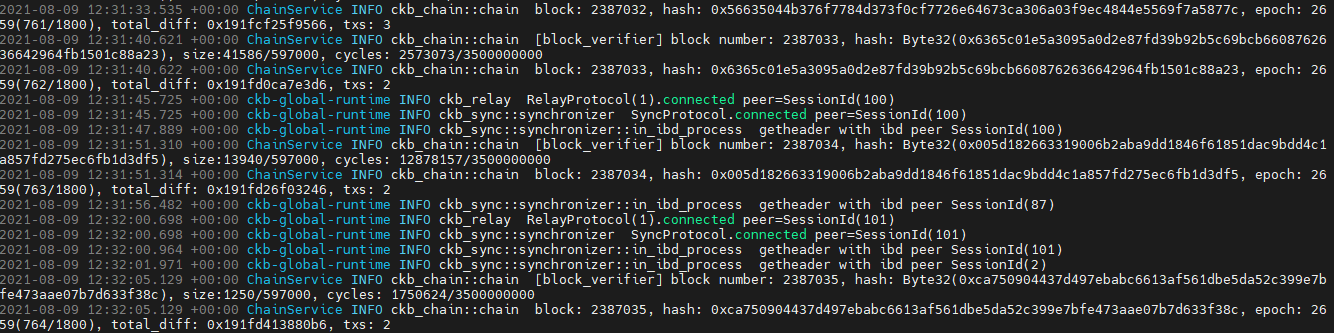 2021-08-09 12:31:33.535 +00:00 ChainService INFO ckb_chain::chain  block: 2387032, hash: 0x56635044b376f7784d373f0cf7726e64673ca306a03f9ec4844e5569f7a5877c, epoch: 26
59(761/1800), total_diff: 0x191fcf25f9566, txs: 3
2021-08-09 12:31:40.621 +00:00 ChainService INFO ckb_chain::chain  [block_verifier] block number: 2387033, hash: Byte32(0x6365c01e5a3095a0d2e87fd39b92b5c69bcb66087626
36642964fb1501c88a23), size:41586/597000, cycles: 2573073/3500000000
2021-08-09 12:31:40.622 +00:00 ChainService INFO ckb_chain::chain  block: 2387033, hash: 0x6365c01e5a3095a0d2e87fd39b92b5c69bcb6608762636642964fb1501c88a23, epoch: 26
59(762/1800), total_diff: 0x191fd0ca7e3d6, txs: 2
2021-08-09 12:31:45.725 +00:00 ckb-global-runtime INFO ckb_relay  RelayProtocol(1).connected peer=SessionId(100)
2021-08-09 12:31:45.725 +00:00 ckb-global-runtime INFO ckb_sync::synchronizer  SyncProtocol.connected peer=SessionId(100)
2021-08-09 12:31:47.889 +00:00 ckb-global-runtime INFO ckb_sync::synchronizer::in_ibd_process  getheader with ibd peer SessionId(100)
2021-08-09 12:31:51.310 +00:00 ChainService INFO ckb_chain::chain  [block_verifier] block number: 2387034, hash: Byte32(0x005d182663319006b2aba9dd1846f61851dac9bdd4c1
a857fd275ec6fb1d3df5), size:13940/597000, cycles: 12878157/3500000000
2021-08-09 12:31:51.314 +00:00 ChainService INFO ckb_chain::chain  block: 2387034, hash: 0x005d182663319006b2aba9dd1846f61851dac9bdd4c1a857fd275ec6fb1d3df5, epoch: 26
59(763/1800), total_diff: 0x191fd26f03246, txs: 2
2021-08-09 12:31:56.482 +00:00 ckb-global-runtime INFO ckb_sync::synchronizer::in_ibd_process  getheader with ibd peer SessionId(87)
2021-08-09 12:32:00.698 +00:00 ckb-global-runtime INFO ckb_relay  RelayProtocol(1).connected peer=SessionId(101)
2021-08-09 12:32:00.698 +00:00 ckb-global-runtime INFO ckb_sync::synchronizer  SyncProtocol.connected peer=SessionId(101)
2021-08-09 12:32:00.964 +00:00 ckb-global-runtime INFO ckb_sync::synchronizer::in_ibd_process  getheader with ibd peer SessionId(101)
2021-08-09 12:32:01.971 +00:00 ckb-global-runtime INFO ckb_sync::synchronizer::in_ibd_process  getheader with ibd peer SessionId(2)
2021-08-09 12:32:05.129 +00:00 ChainService INFO ckb_chain::chain  [block_verifier] block number: 2387035, hash: Byte32(0xca750904437d497ebabc6613af561dbe5da52c399e7b
fe473aae07b7d633f38c), size:1250/597000, cycles: 1750624/3500000000
2021-08-09 12:32:05.129 +00:00 ChainService INFO ckb_chain::chain  block: 2387035, hash: 0xca750904437d497ebabc6613af561dbe5da52c399e7bfe473aae07b7d633f38c, epoch: 26
59(764/1800), total_diff: 0x191fd413880b6, txs: 2